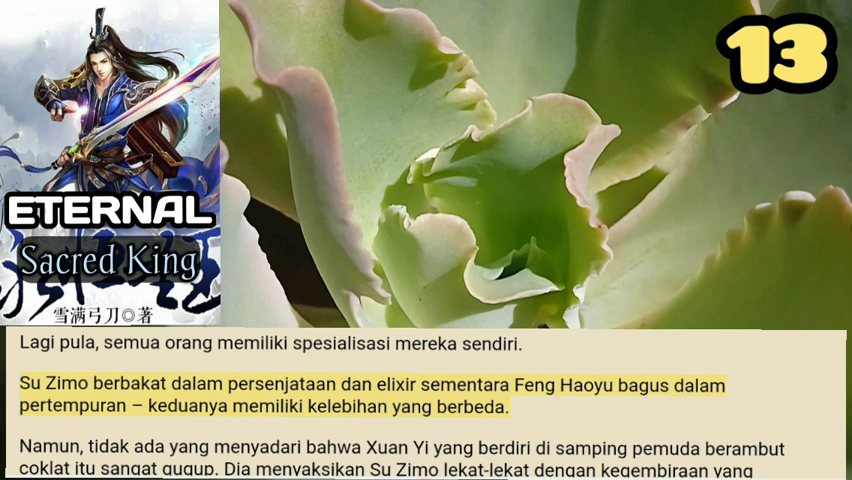 13
ETERNAL
Sacred King
雪满弓刀◎著
Lagi pula, semua orang memiliki spesialisasi mereka sendiri.
Su Zimo berbakat dalam persenjataan dan elixir sementara Feng Haoyu bagus dalam
pertempuran – keduanya memiliki kelebihan yang berbeda.
Namun, tidak ada yang menyadari bahwa Xuan Yi yang berdiri di samping pemuda berambut
coklat itu sangat gugup. Dia menyaksikan Su Zimo lekat-lekat dengan kegembiraan yang